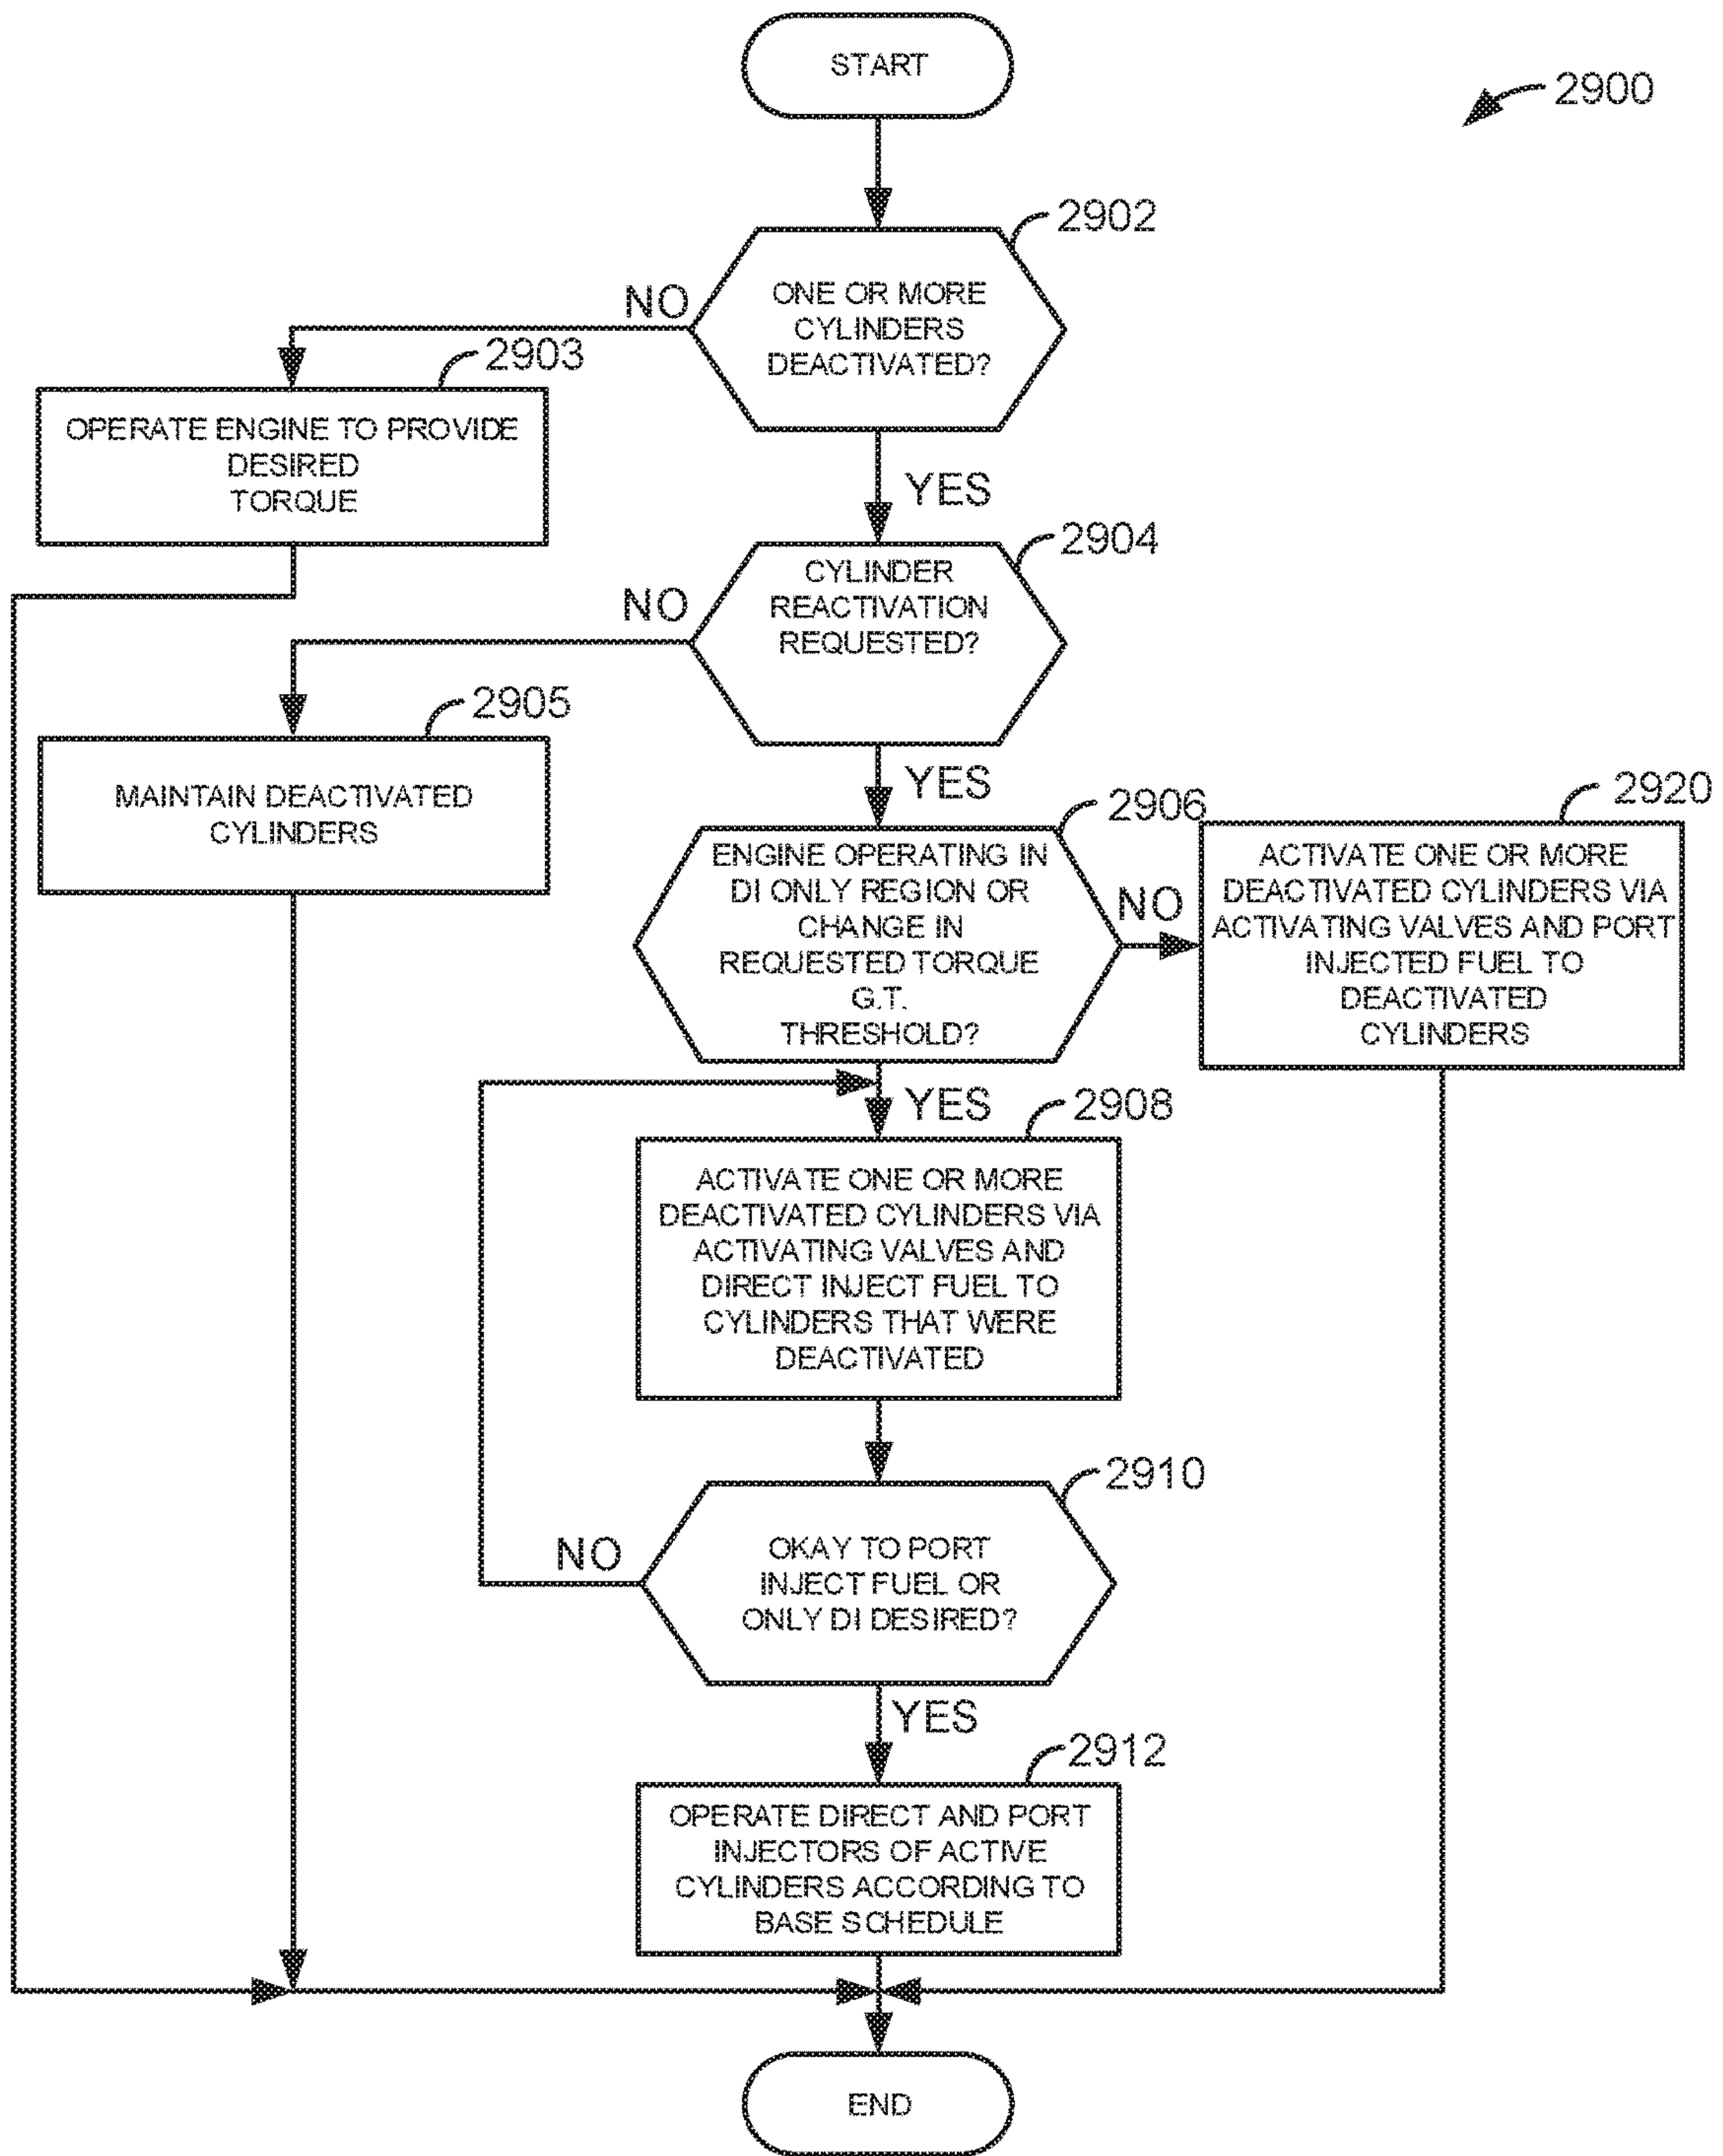 START
2900
2902
ONE OR MORE
CYLINDERS
DEACTIVATED?
NO
2903
OPERATE ENGINE TO PROVIDE
DESIRED
TORQUE
YES
2904
CYLINDER
REACTIVATION
REQUESTED?
NO
2905
MAINTAIN DEACTIVATED
CYLINDERS
YES
2906
ENGINE OPERATING IN
DI ONLY REGION OR
CHANGE IN
REQUESTED TORQUE
G.T.
THRESHOLD?
NO
2920
ACTIVATE ONE OR MORE
DEACTIVATED CYLINDERS VIA
ACTIVATING VALVES AND PORT
INJECTED FUEL TO
DEACTIVATED
CYLINDERS
YES
2908
ACTIVATE ONE OR MORE
DEACTIVATED CYLINDERS VIA
ACTIVATING VALVES AND
DIRECT INJECT FUEL TO
CYLINDERS THAT WERE
DEACTIVATED
2910
OKAY TO PORT
INJECT FUEL OR
ONLY DI DESIRED?
NO
YES
2912
OPERATE DIRECT AND PORT
INJECTORS OF ACTIVE
CYLINDERS ACCORDING TO
BASE SCHEDULE
END